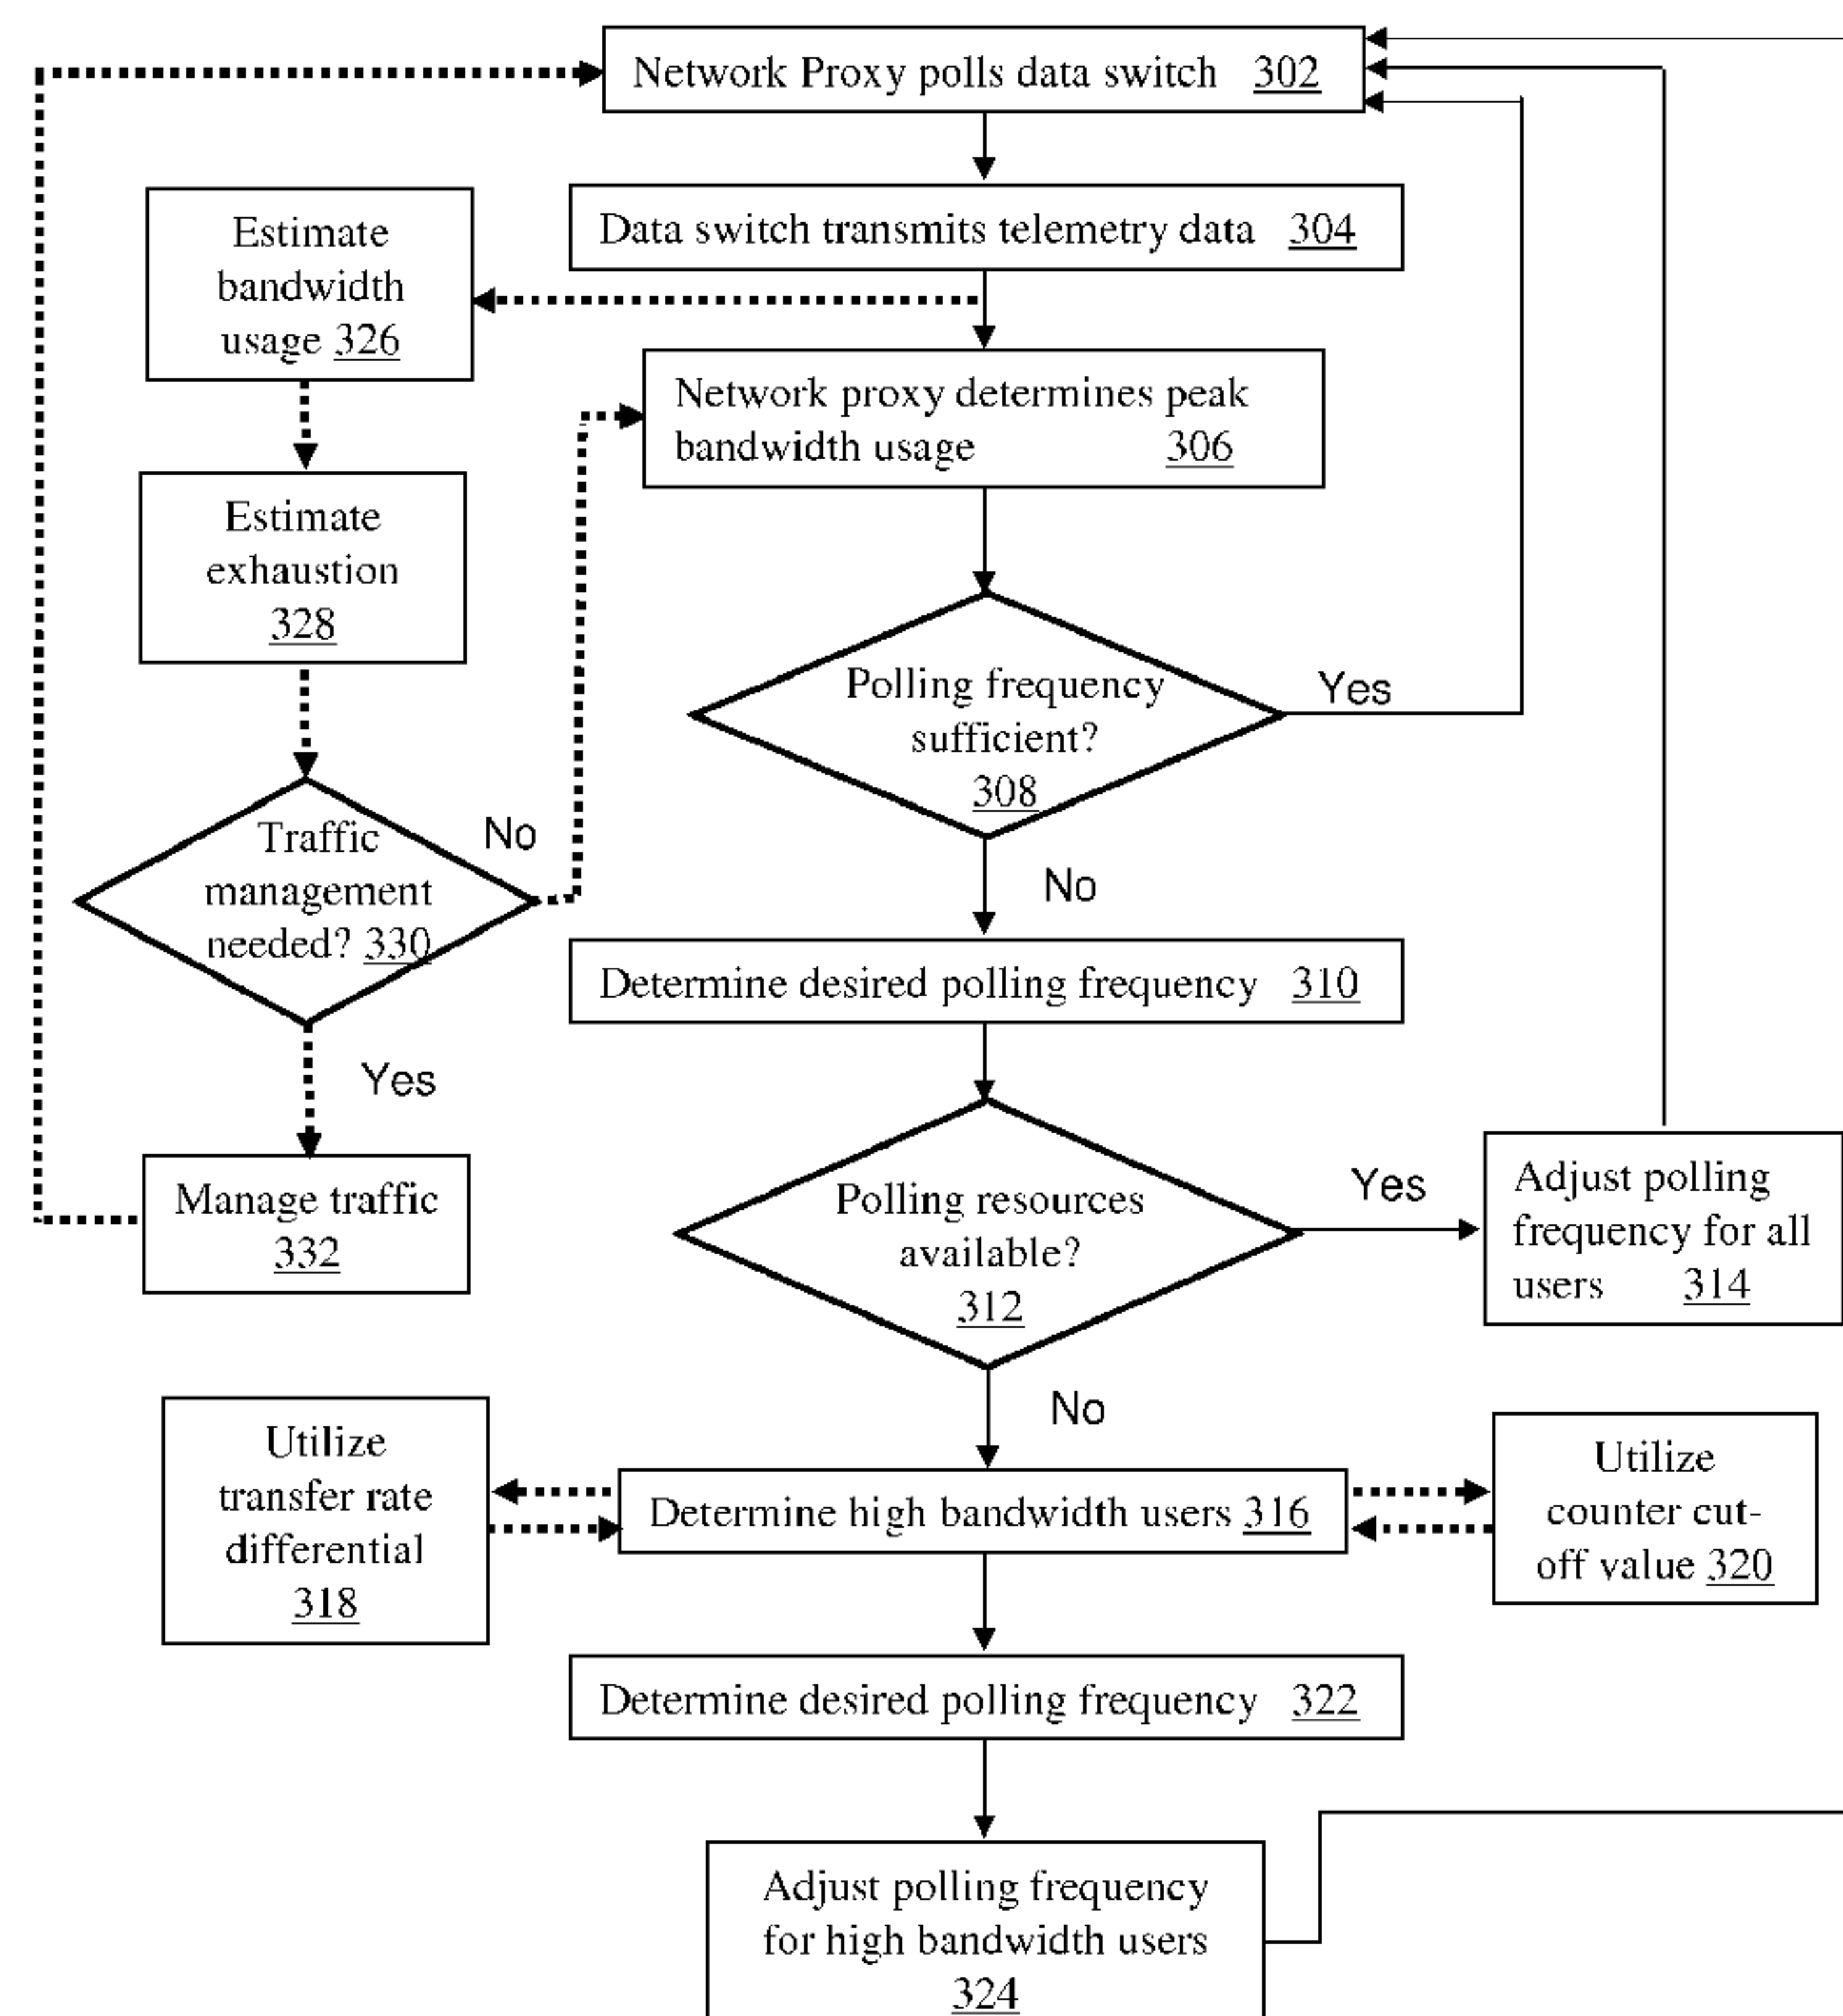 Network Proxy polls data switch 302
Data switch transmits telemetry data 304
Estimate
bandwidth
usage 326
Network proxy determines peak
bandwidth usage 306
Estimate
exhaustion
328
Polling frequency
sufficient?
308
Yes
No
Traffic
management
needed? 330
No
Yes
Determine desired polling frequency 310
Manage traffic
332
Polling resources
available?
312
Yes
Adjust polling
frequency for all
users 314
No
Utilize
transfer rate
differential
318
Determine high bandwidth users 316
Utilize
counter cut-
off value 320
Determine desired polling frequency 322
Adjust polling frequency
for high bandwidth users
324